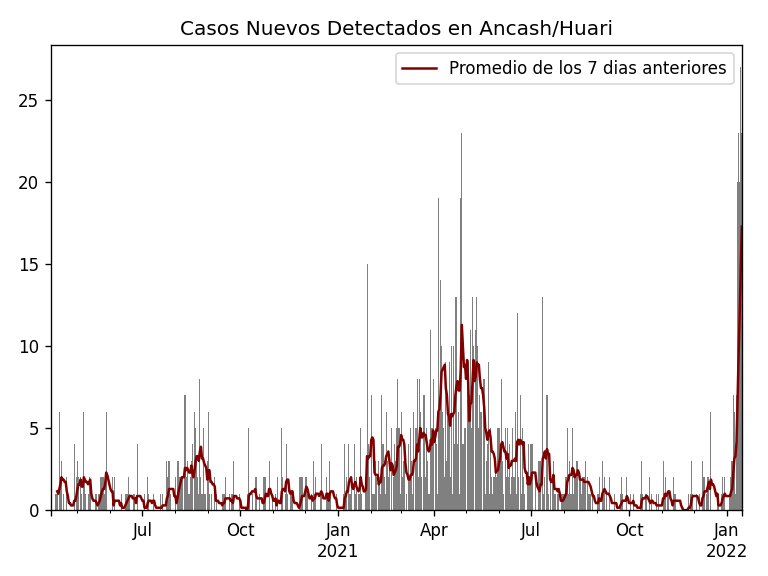 Casos Nuevos Detectados en Ancash/Huari
Promedio de los 7 dias anteriores
25
20
15
10
5
0
Jul
Oct
Jan
2021
Apr
Jul
Oct
Jan
2022